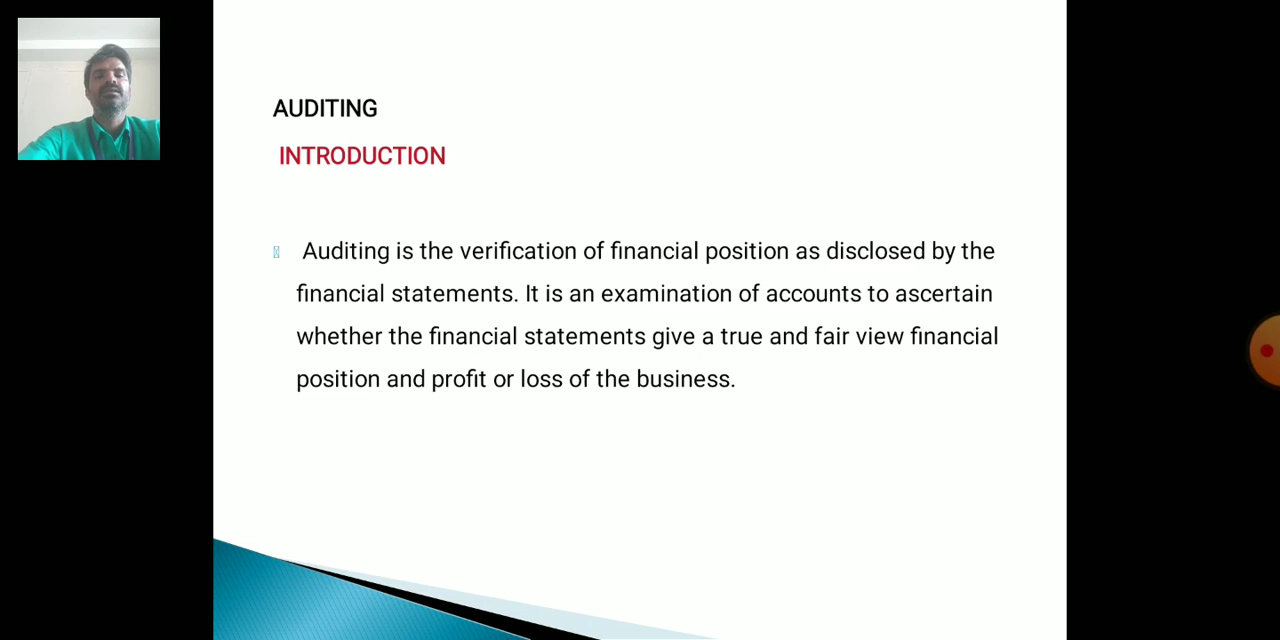 AUDITING
INTRODUCTION
Auditing is the verification of financial position as disclosed by the
financial statements. It is an examination of accounts to ascertain
whether the financial statements give a true and fair view financial
position and profit or loss of the business.